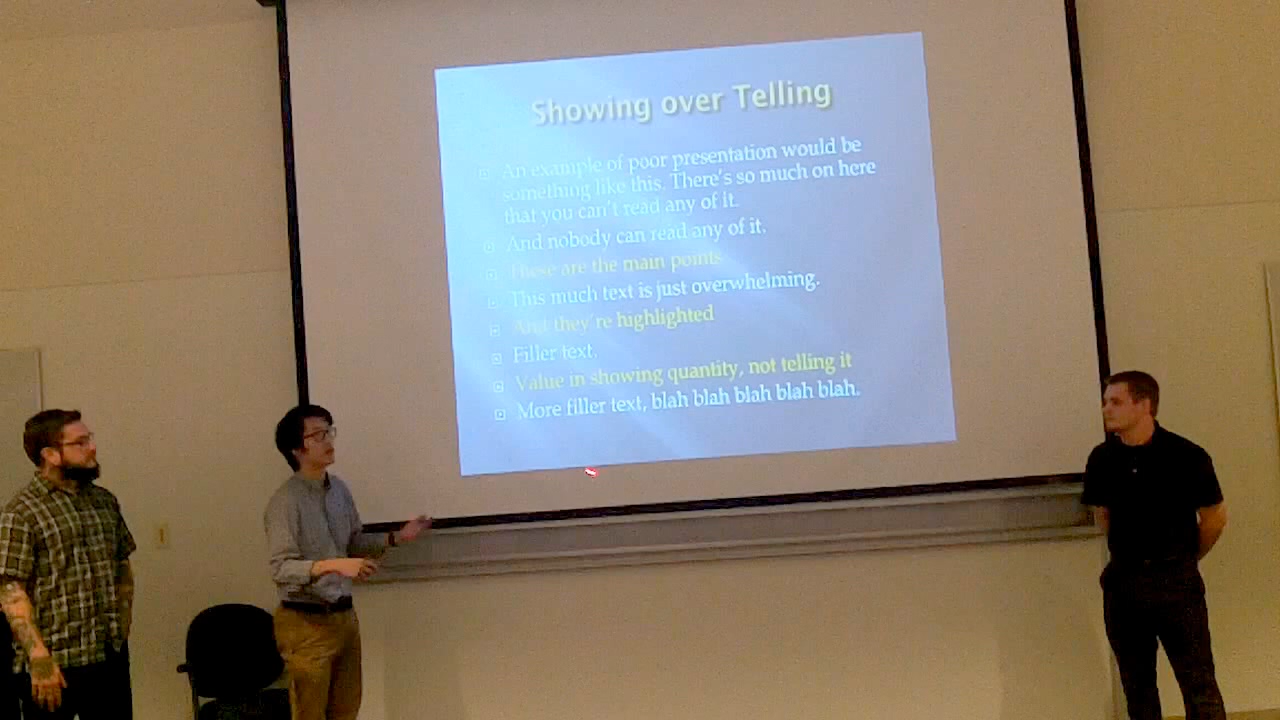 Showing over Telling
An example of poor presentation would be
something like this. There's so much on here
that you can't read any of it.
And nobody can read any of it.
These are the main points
This much text is just overwhelming.
And they're highlighted
Filler text.
Value in showing quantity, not telling it
More filler text, blah blah blah blah blah.